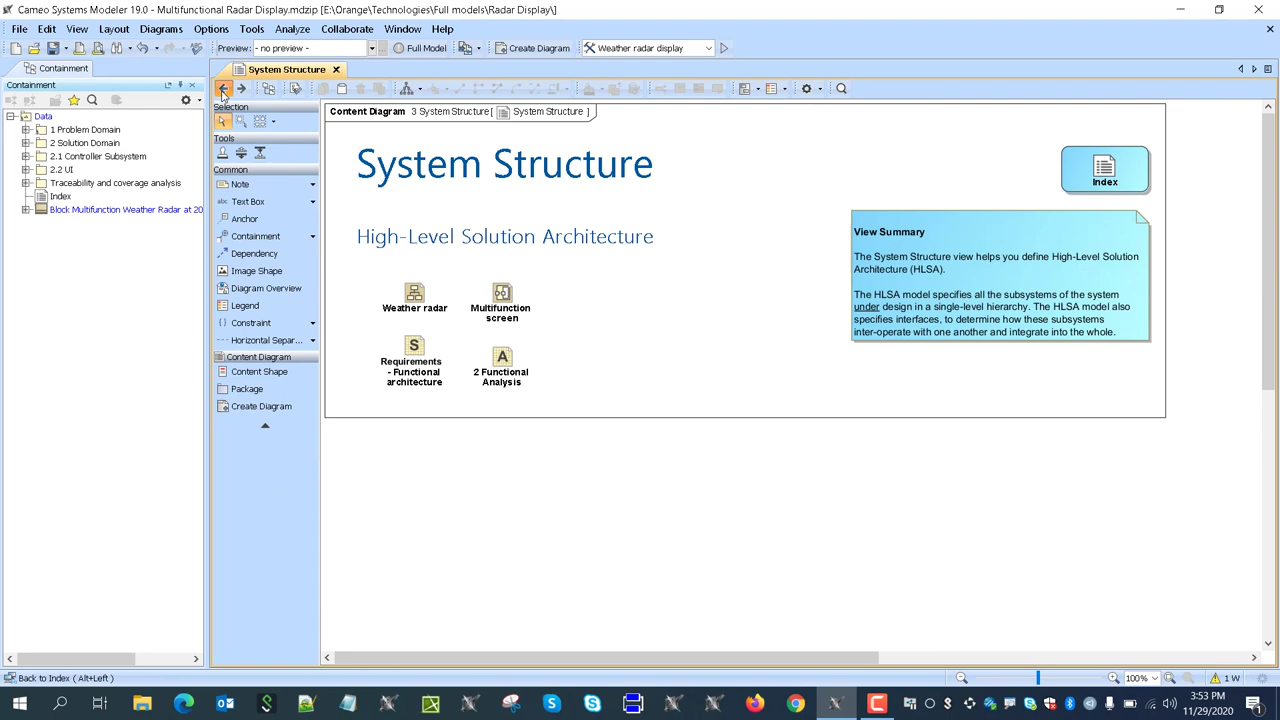 Cameo Systems Modeler 19.0 - Multifunctional Radar Display.mdzip [E:\Orange\Technologies\Full models\Radar Display\]
File Edit View Layout Diagrams Options Tools Analyze Collaborate Window Help
Preview: - no preview - Full Model Create Diagram Weather radar display
Containment
System Structure
Containment
Selection
Tools
Common
Note
Text Box
Anchor
Containment
Dependency
Image Shape
Diagram Overview
Legend
Constraint
Horizontal Separ...
Content Diagram
Content Shape
Package
Create Diagram
Data
1 Problem Domain
2 Solution Domain
2.1 Controller Subsystem
2.2 UI
Traceability and coverage analysis
Index
Block Multifunction Weather Radar at 20
Content Diagram 3 System Structure [ System Structure ]
System Structure
Index
High-Level Solution Architecture
View Summary
The System Structure view helps you define High-Level Solution
Architecture (HLSA).
The HLSA model specifies all the subsystems of the system
under design in a single-level hierarchy. The HLSA model also
specifies interfaces, to determine how these subsystems
inter-operate with one another and integrate into the whole.
Weather radar
Multifunction
screen
S
Requirements
- Functional
architecture
A
2 Functional
Analysis
Back to Index ( Alt+Left )
100%
1 W
3:53 PM
11/29/2020